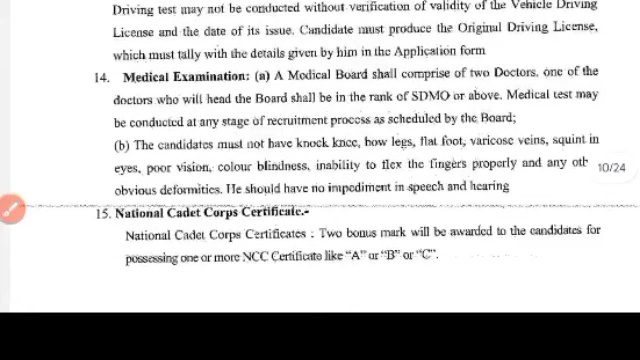 Driving test may not be conducted without verification of validity of the Vehicle Driving
License and the date of its issue. Candidate must produce the Original Driving License,
which must tally with the details given by him in the Application form
14. Medical Examination: (a) A Medical Board shall comprise of two Doctors, one of the
doctors who will head the Board shall be in the rank of SDMO or above. Medical test may
be conducted at any stage of recruitment process as scheduled by the Board;
(b) The candidates must not have knock knee, bow legs, flat foot, varicose veins, squint in
eyes, poor vision, colour blindness, inability to flex the fingers properly and any oth
10/24
obvious deformities. He should have no impediment in speech and hearing
15. National Cadet Corps Certificate.-
National Cadet Corps Certificates : Two bonus mark will be awarded to the candidates for
possessing one or more NCC Certificate like "A" or "B" or "C".